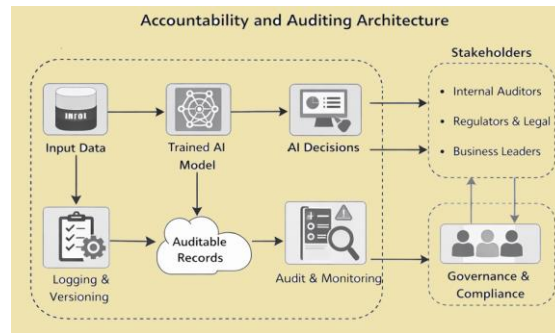 Accountability and Auditing Architecture
Stakeholders
• Internal Auditors
• Regulators & Legal
• Business Leaders
Input Data
Trained AI
Model
AI Decisions
Logging &
Versioning
Auditable
Records
Audit & Monitoring
Governance &
Compliance